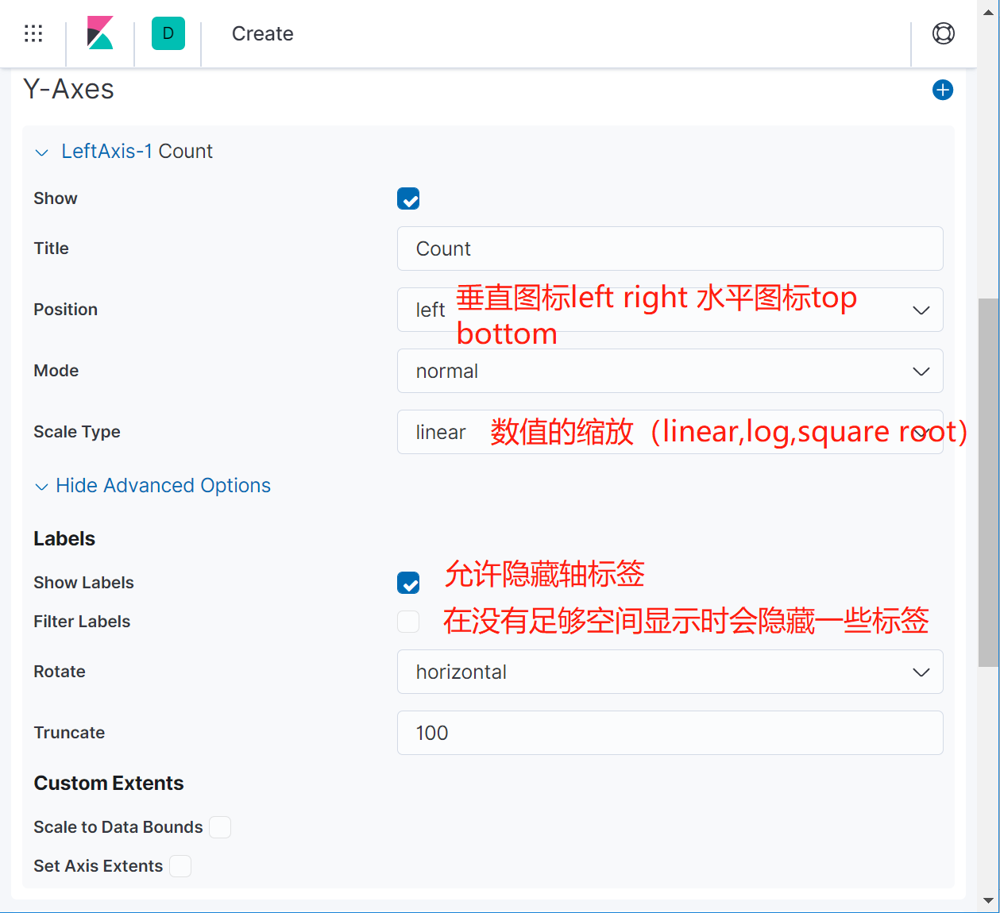 D
Create
Y-Axes
LeftAxis-1 Count
Show
Title
Count
Position
left
垂直图标left right 水平图标top
bottom
Mode
normal
Scale Type
linear
数值的缩放（linear,log,square root）
Hide Advanced Options
Labels
Show Labels
允许隐藏轴标签
Filter Labels
在没有足够空间显示时会隐藏一些标签
Rotate
horizontal
Truncate
100
Custom Extents
Scale to Data Bounds
Set Axis Extents